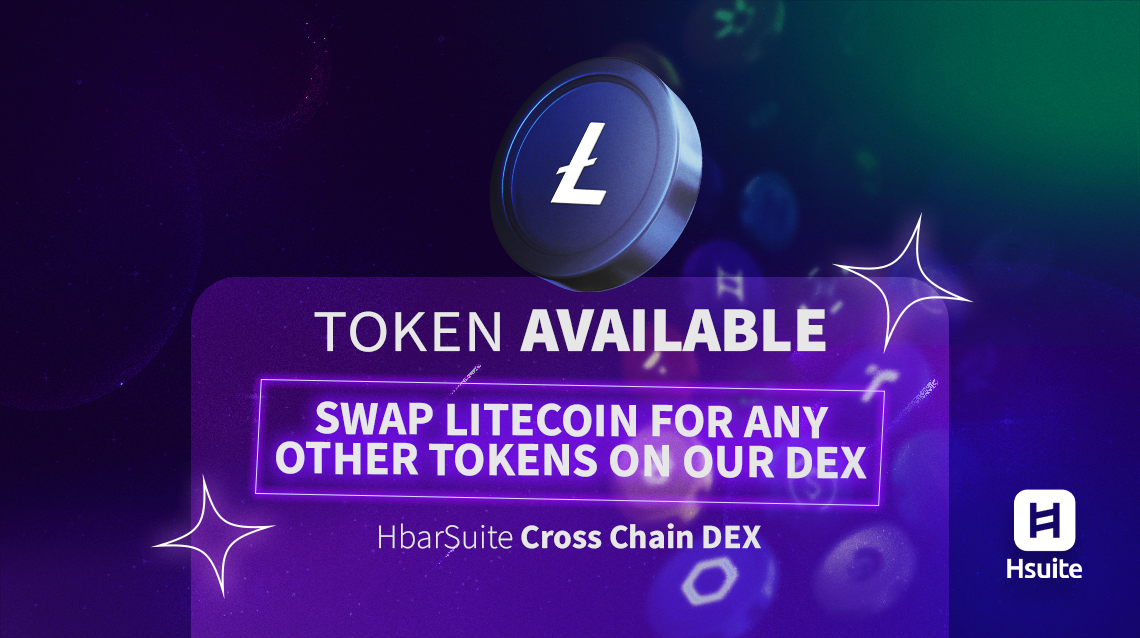 TOKEN AVAILABLE
SWAP LITECOIN FOR ANY
OTHER TOKENS ON OUR DEX
HbarSuite Cross Chain DEX
Hsuite